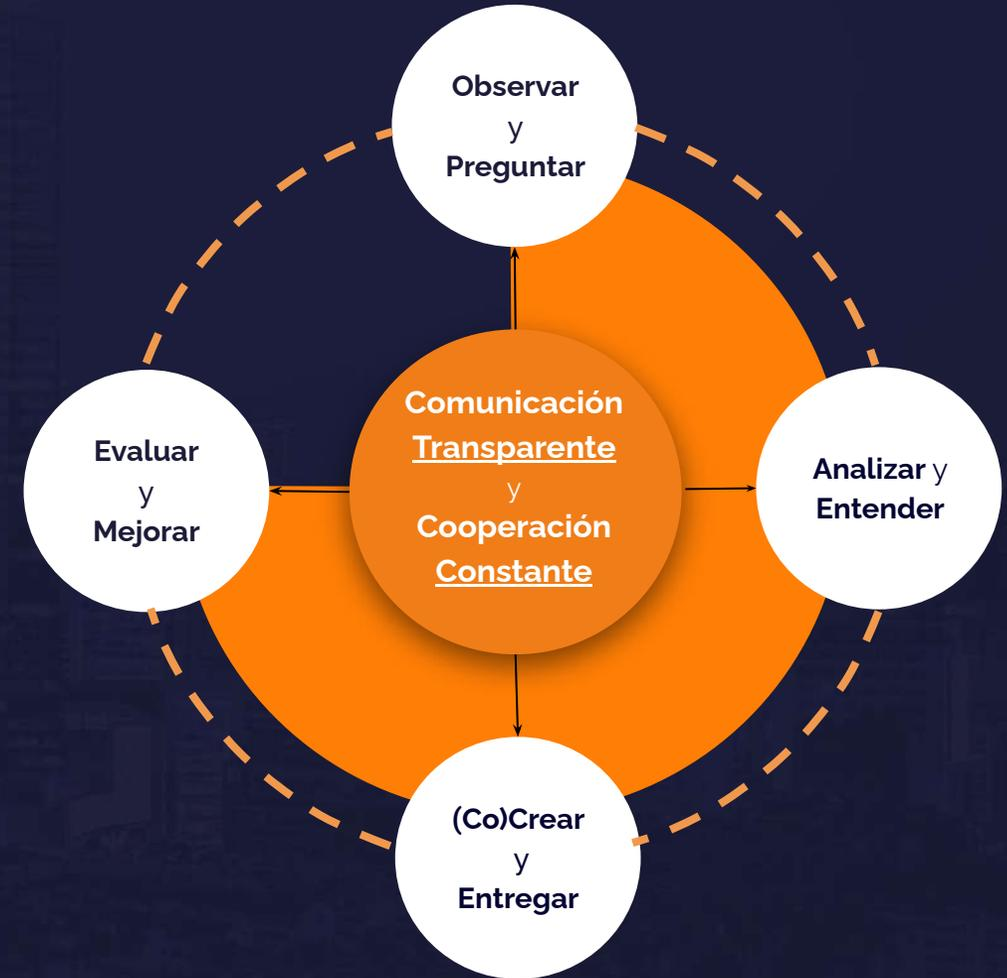 Observar
y
Preguntar
Comunicación
Transparente
y
Cooperación
Constante
Evaluar
y
Mejorar
Analizar y
Entender
(Co)Crear
y
Entregar